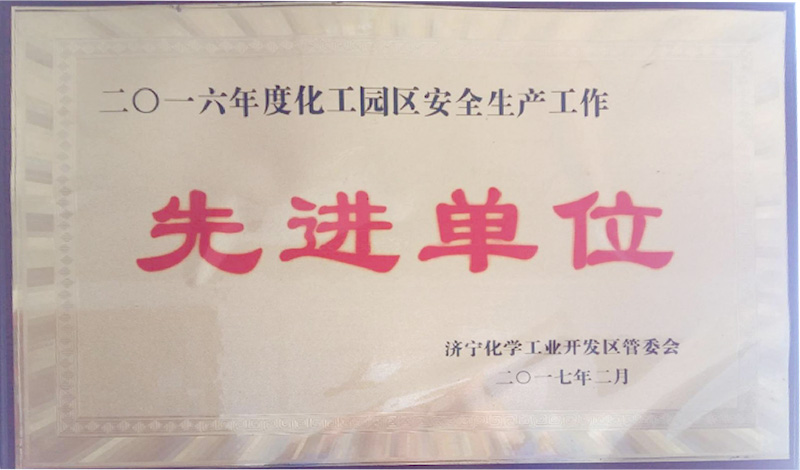 二〇一六年度化工园区安全生产工作
先进单位
济宁化学工业开发区管委会
二〇一七年二月